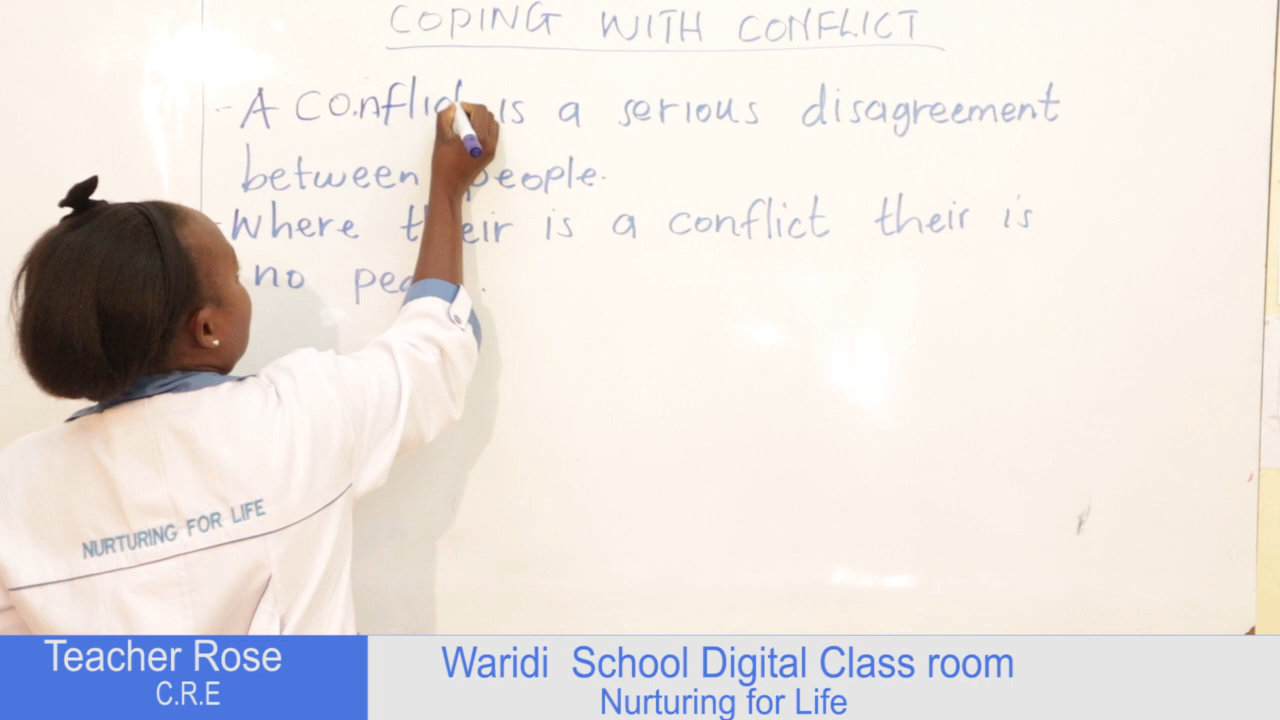 COPING WITH CONFLICT
- A conflict is a serious disagreement
between people.
- Where their is a conflict their is
no
NURTURING FOR LIFE
Teacher Rose
C.R.E
Waridi School Digital Class room
Nurturing for Life